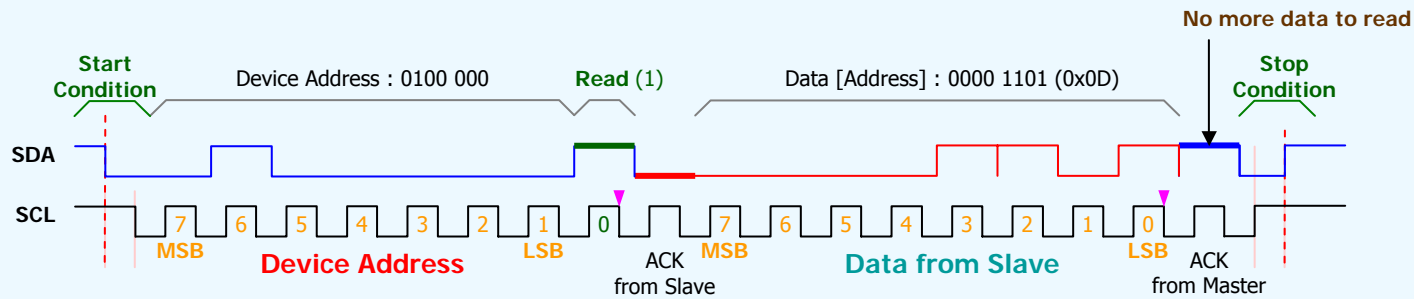 No more data to read
Start
Condition
Device Address : 0100 000
Read (1)
Data [Address] : 0000 1101 (0x0D)
Stop
Condition
SDA
SCL
7 6 5 4 3 2 1 0 7 6 5 4 3 2 1 0
MSB LSB MSB LSB
Device Address
ACK
from Slave
Data from Slave
ACK
from Master